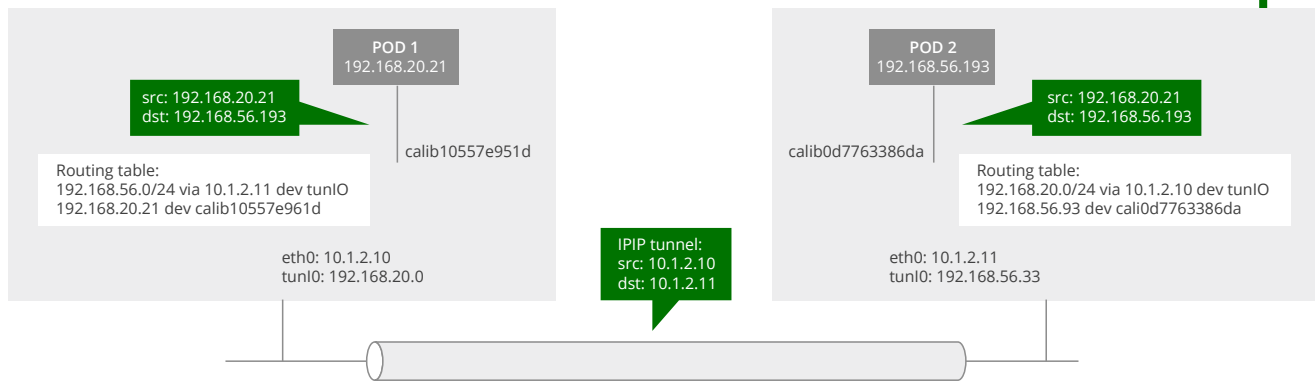 POD 1
192.168.20.21
src: 192.168.20.21
dst: 192.168.56.193
calib10557e951d
Routing table:
192.168.56.0/24 via 10.1.2.11 dev tunIO
192.168.20.21 dev calib10557e961d
eth0: 10.1.2.10
tunl0: 192.168.20.0
IPIP tunnel:
src: 10.1.2.10
dst: 10.1.2.11
POD 2
192.168.56.193
src: 192.168.20.21
dst: 192.168.56.193
calib0d7763386da
Routing table:
192.168.20.0/24 via 10.1.2.10 dev tunIO
192.168.56.93 dev cali0d7763386da
eth0: 10.1.2.11
tunl0: 192.168.56.33